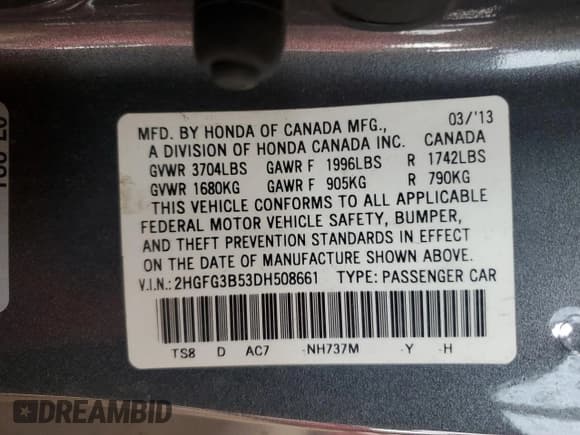 MFD. BY HONDA OF CANADA MFG., 03/'13
A DIVISION OF HONDA CANADA INC. CANADA
GVWR 3704LBS GAWR F 1996LBS R 1742LBS
GVWR 1680KG GAWR F 905KG R 790KG
THIS VEHICLE CONFORMS TO ALL APPLICABLE
FEDERAL MOTOR VEHICLE SAFETY, BUMPER,
AND THEFT PREVENTION STANDARDS IN EFFECT
ON THE DATE OF MANUFACTURE SHOWN ABOVE.
V.I.N.: 2HGFG3B53DH508661 TYPE: PASSENGER CAR
TS8 D AC7 -NH737M -Y -H
DREAMBID